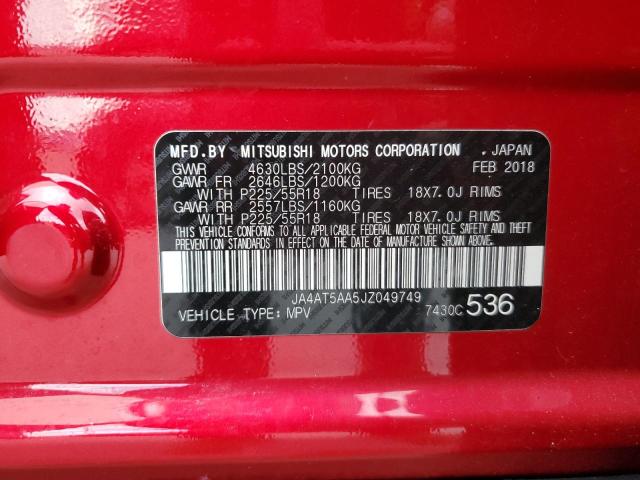 MFD.BY MITSUBISHI MOTORS CORPORATION . JAPAN
GVWR 4630LBS/2100KG FEB 2018
GAWR FR 2646LBS/1200KG
WITH P225/55R18 TIRES 18X7.0J RIMS
GAWR RR 2557LBS/1160KG
WITH P225/55R18 TIRES 18X7.0J RIMS
THIS VEHICLE CONFORMS TO ALL APPLICABLE FEDERAL MOTOR VEHICLE SAFETY AND THEFT
PREVENTION STANDARDS IN EFFECT ON THE DATE OF MANUFACTURE SHOWN ABOVE.
JA4AT5AA5JZ049749
VEHICLE TYPE: MPV 7430C 536